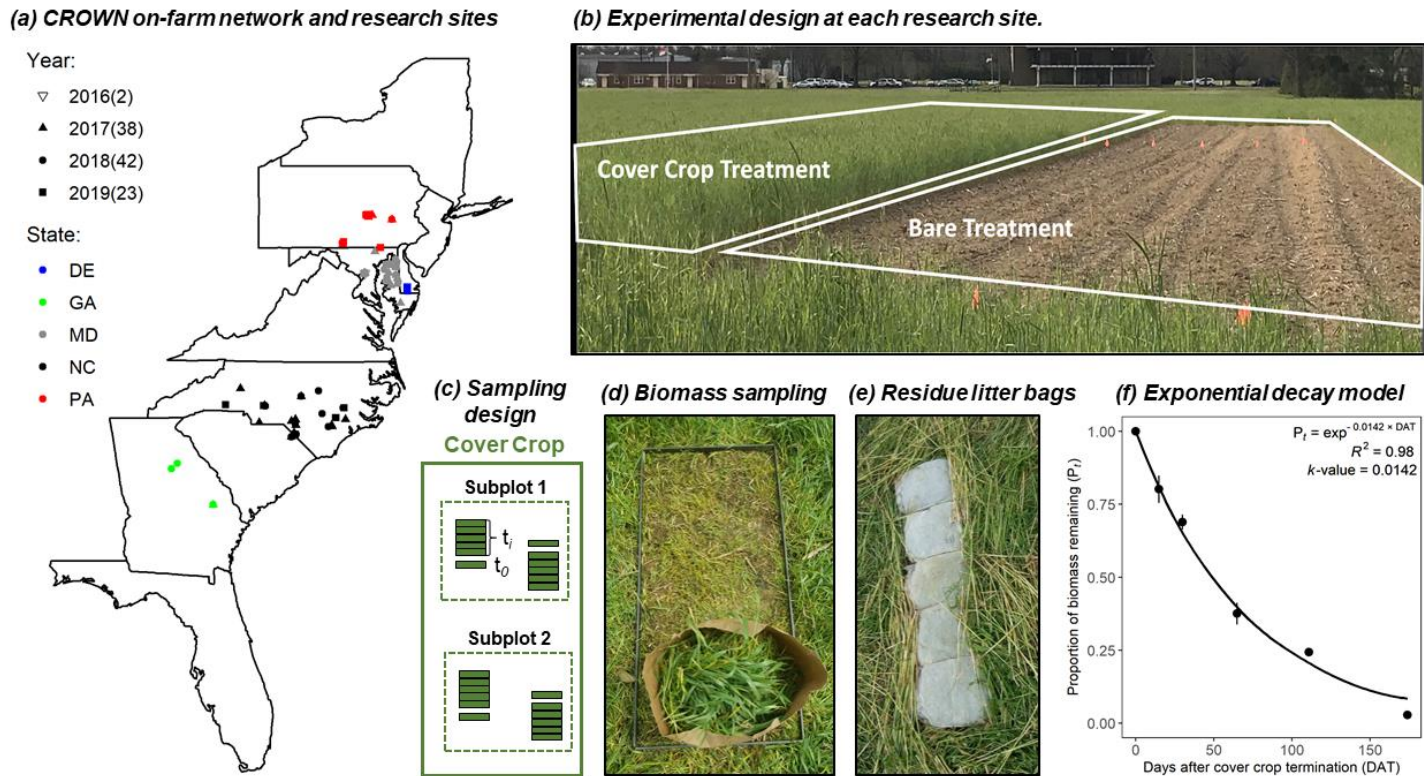 (a) CROWN on-farm network and research sites
Year:
2016(2)
2017(38)
2018(42)
2019(23)
State:
DE
GA
MD
NC
PA
(b) Experimental design at each research site.
Cover Crop Treatment
Bare Treatment
(c) Sampling
design
Cover Crop
Subplot 1
tᵢ
t₀
Subplot 2
(d) Biomass sampling
(e) Residue litter bags
(f) Exponential decay model
Pₜ = exp⁻⁰·⁰¹⁴² ˣ ᴰᴬᵀ
R² = 0.98
k-value = 0.0142
Proportion of biomass remaining (Pₜ)
1.00
0.75
0.50
0.25
0.00
0 50 100 150
Days after cover crop termination (DAT)